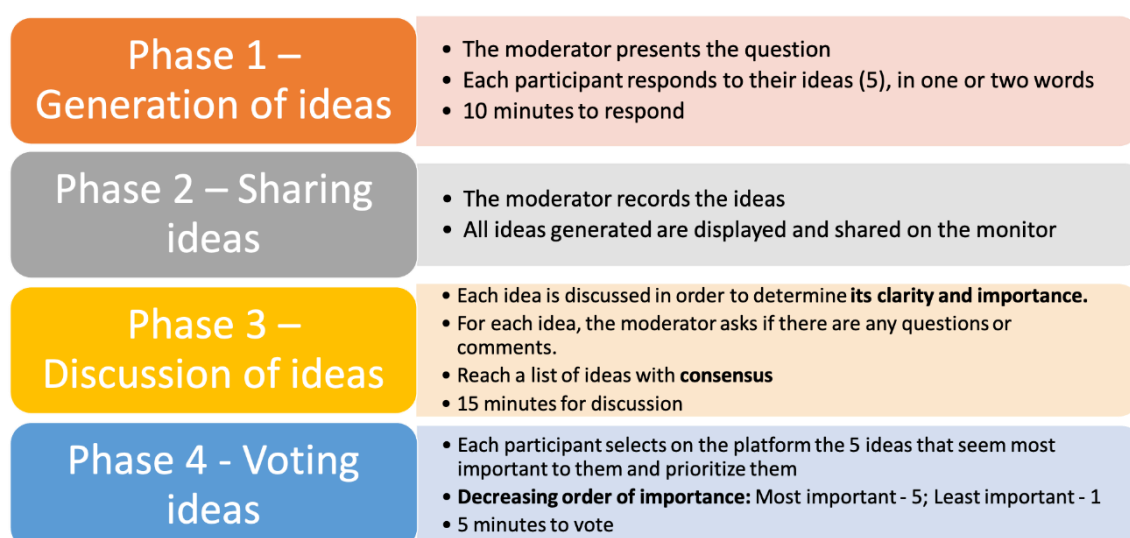 Phase 1 –
Generation of ideas
• The moderator presents the question
• Each participant responds to their ideas (5), in one or two words
• 10 minutes to respond
Phase 2 – Sharing
ideas
• The moderator records the ideas
• All ideas generated are displayed and shared on the monitor
Phase 3 –
Discussion of ideas
• Each idea is discussed in order to determine its clarity and importance.
• For each idea, the moderator asks if there are any questions or
comments.
• Reach a list of ideas with consensus
• 15 minutes for discussion
Phase 4 - Voting
ideas
• Each participant selects on the platform the 5 ideas that seem most
important to them and prioritize them
• Decreasing order of importance: Most important - 5; Least important - 1
• 5 minutes to vote